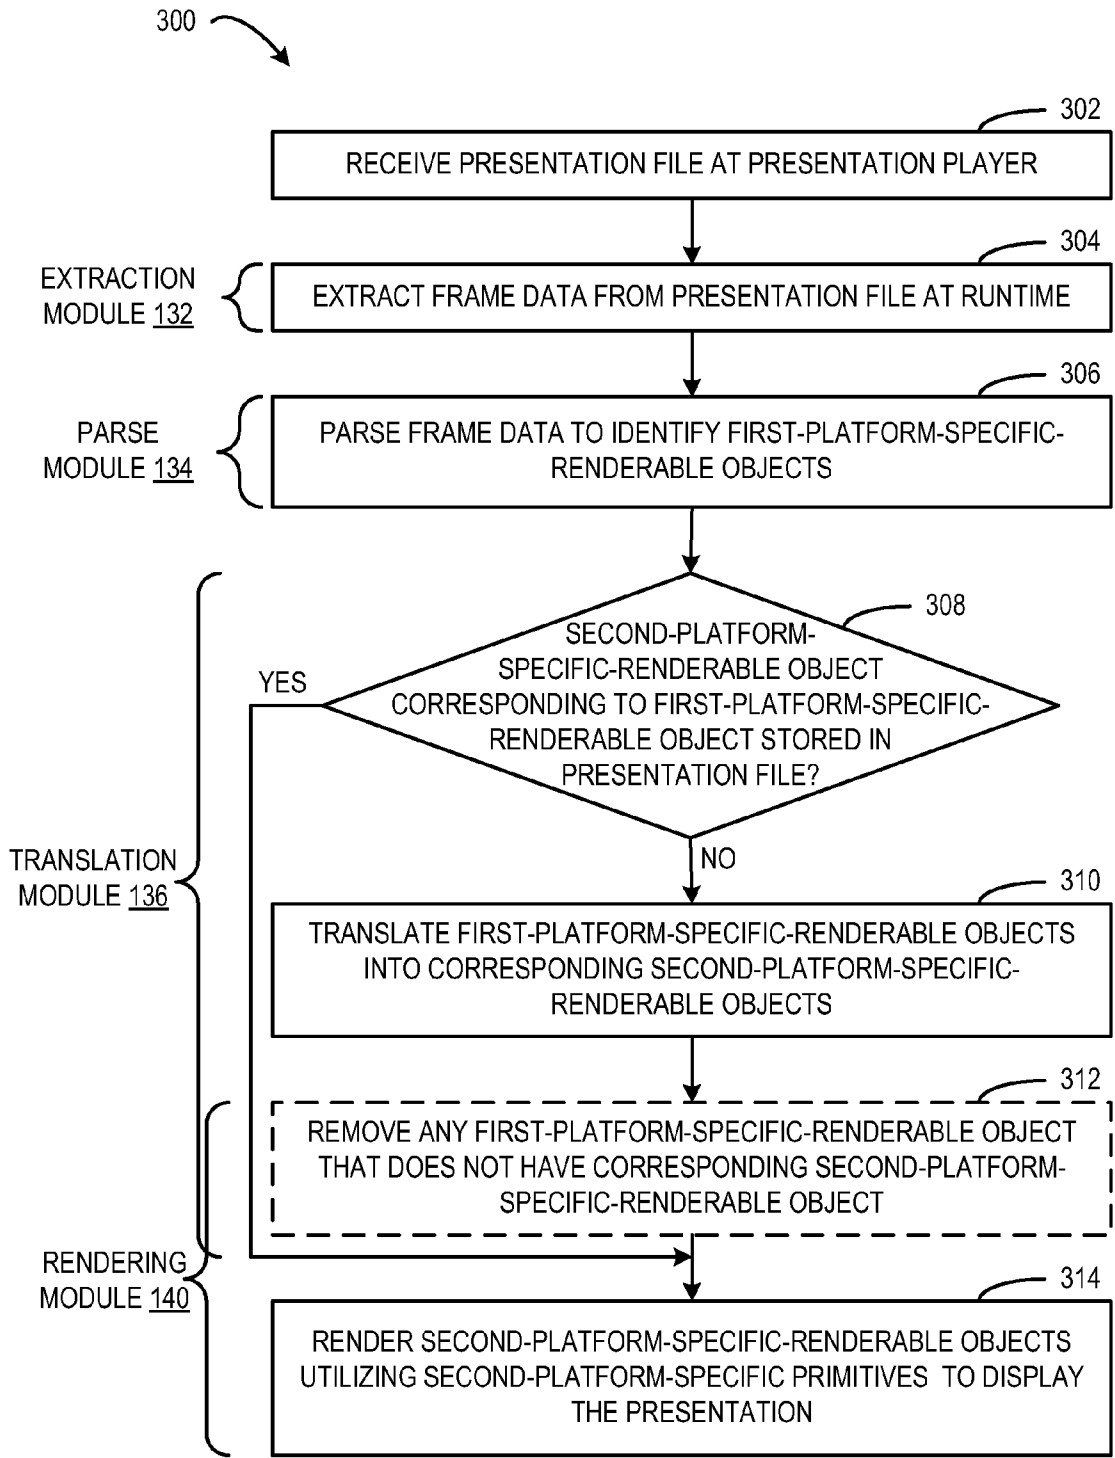 300
302
RECEIVE PRESENTATION FILE AT PRESENTATION PLAYER
304
EXTRACTION
MODULE 132
EXTRACT FRAME DATA FROM PRESENTATION FILE AT RUNTIME
306
PARSE
MODULE 134
PARSE FRAME DATA TO IDENTIFY FIRST-PLATFORM-SPECIFIC-
RENDERABLE OBJECTS
308
SECOND-PLATFORM-
SPECIFIC-RENDERABLE OBJECT
CORRESPONDING TO FIRST-PLATFORM-SPECIFIC-
RENDERABLE OBJECT STORED IN
PRESENTATION FILE?
YES
NO
TRANSLATION
MODULE 136
310
TRANSLATE FIRST-PLATFORM-SPECIFIC-RENDERABLE OBJECTS
INTO CORRESPONDING SECOND-PLATFORM-SPECIFIC-
RENDERABLE OBJECTS
312
REMOVE ANY FIRST-PLATFORM-SPECIFIC-RENDERABLE OBJECT
THAT DOES NOT HAVE CORRESPONDING SECOND-PLATFORM-
SPECIFIC-RENDERABLE OBJECT
RENDERING
MODULE 140
314
RENDER SECOND-PLATFORM-SPECIFIC-RENDERABLE OBJECTS
UTILIZING SECOND-PLATFORM-SPECIFIC PRIMITIVES TO DISPLAY
THE PRESENTATION